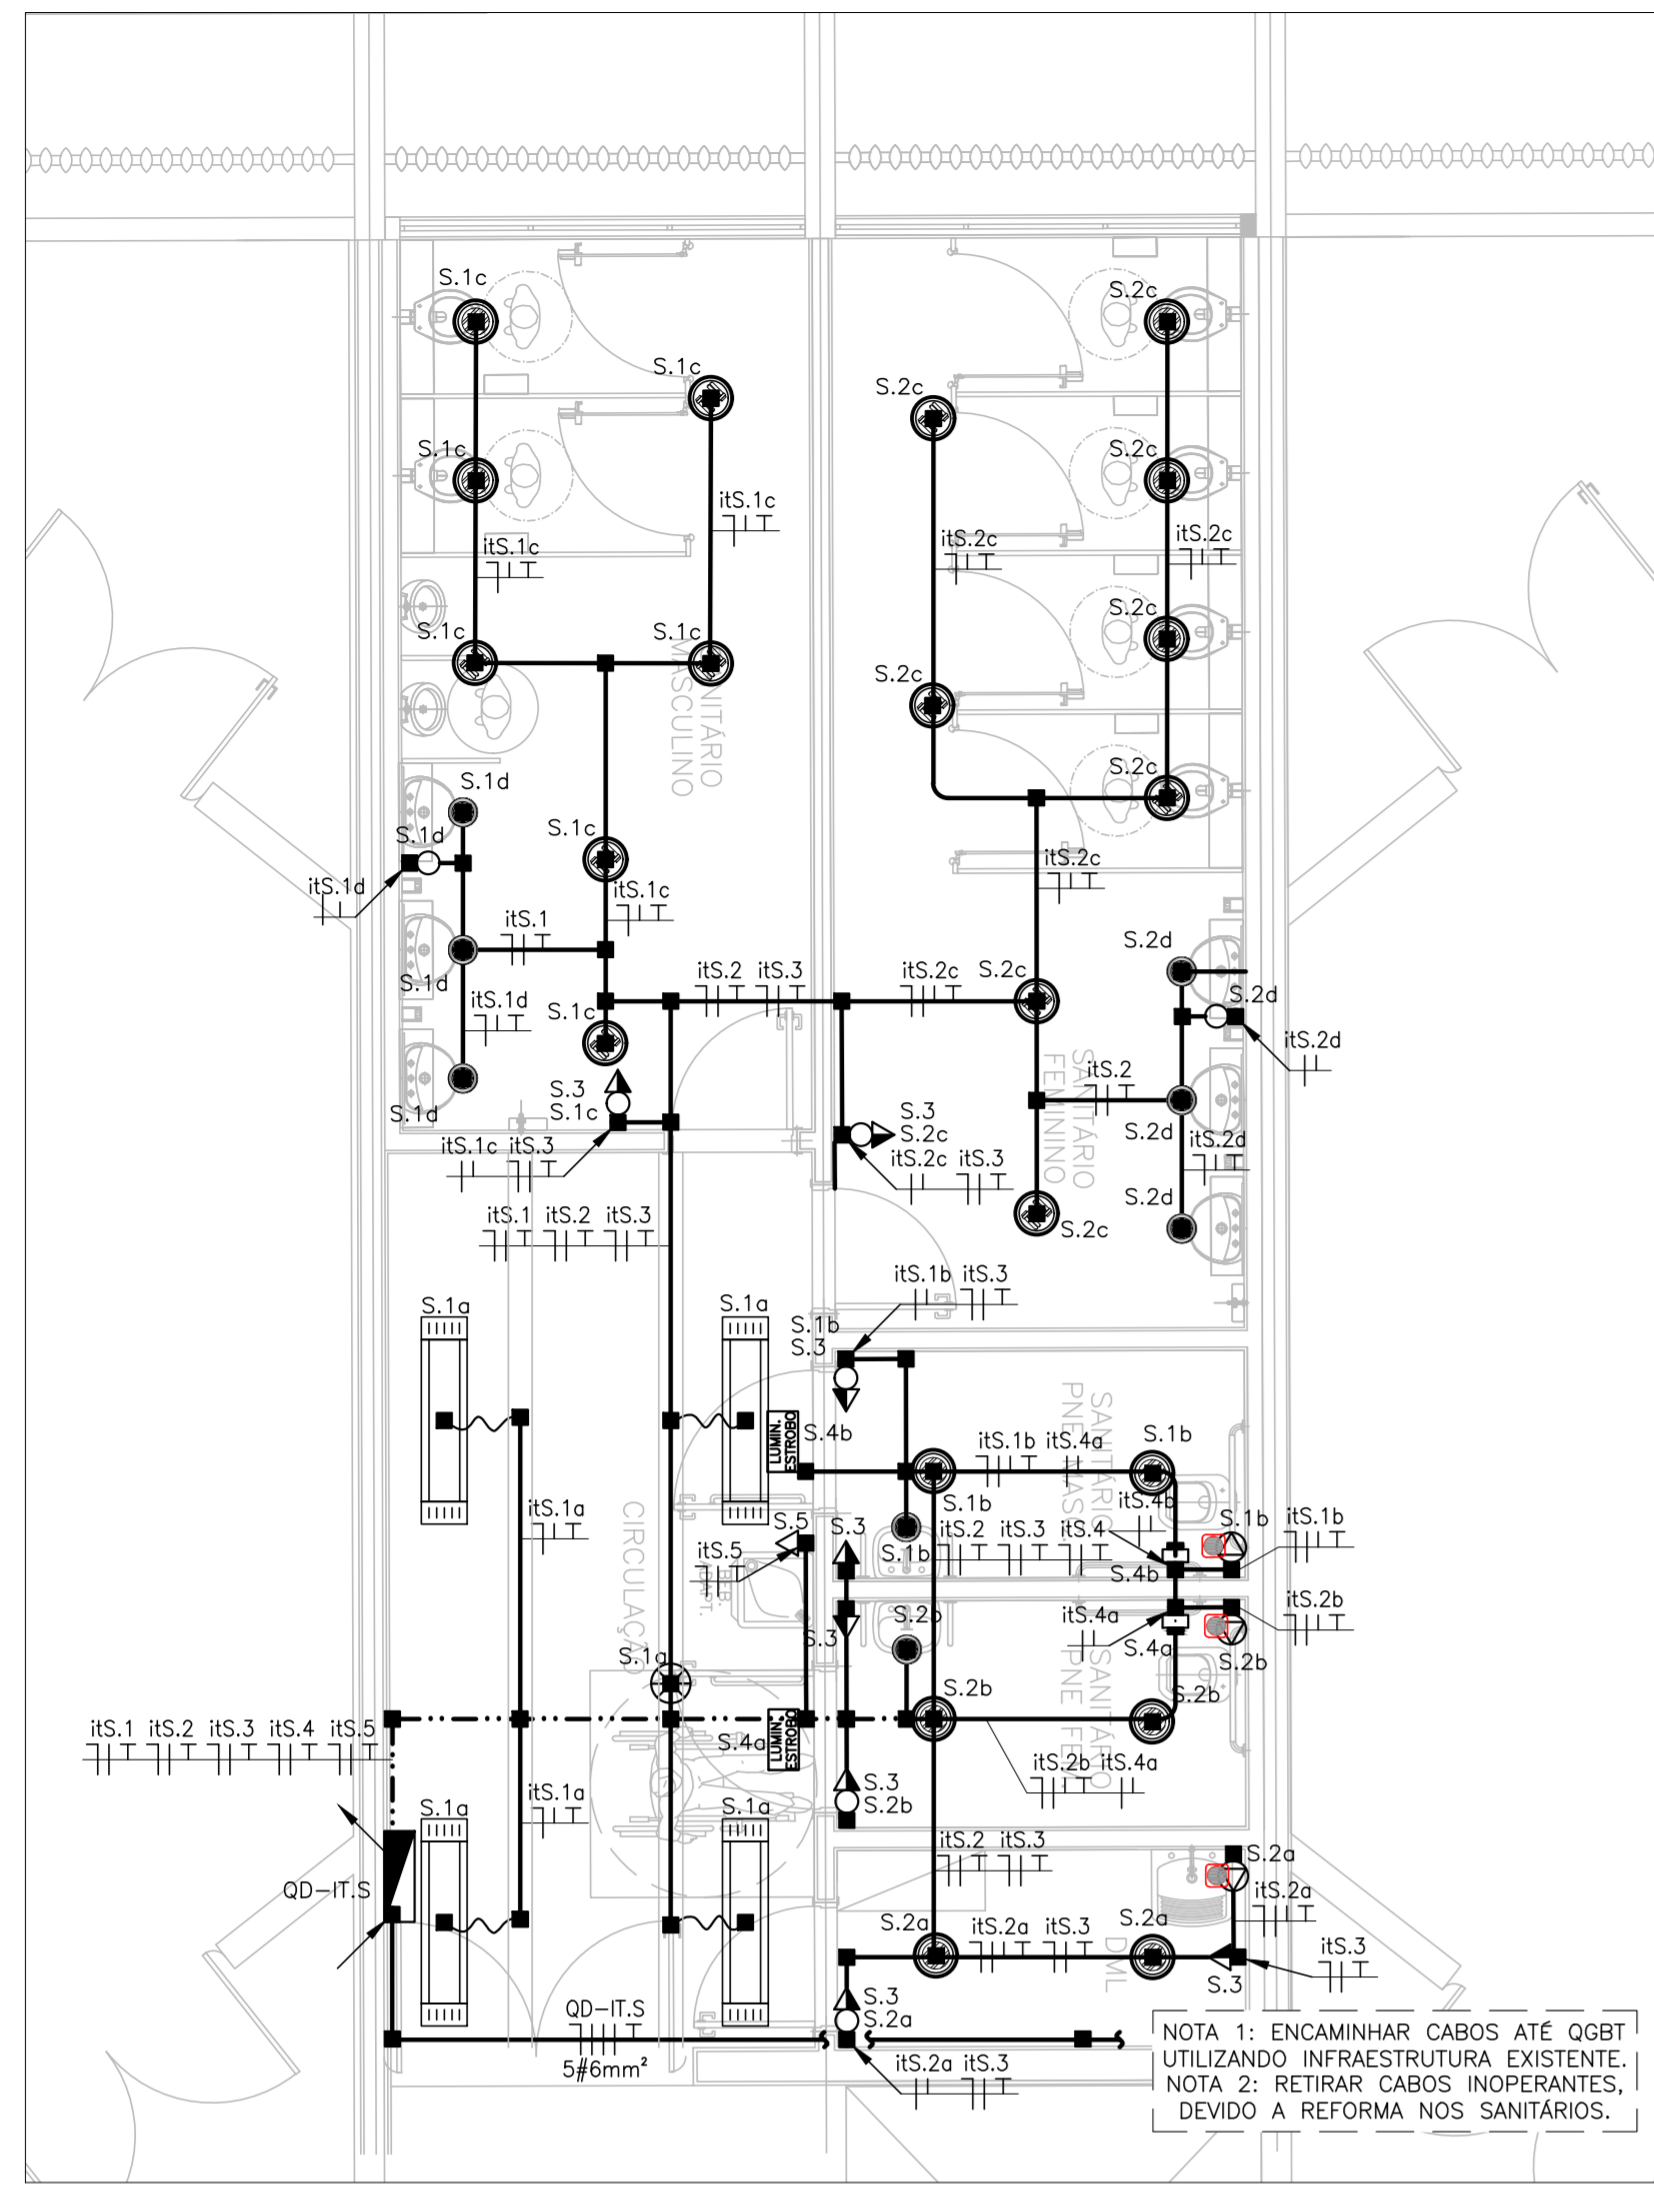 S.1c
S.2c
S.1c
S.2c
S.1c
S.2c
itS.1c
itS.2c
itS.2c
itS.1c
S.2c
S.1c
S.1c
S.2c
SANITÁRIO
MASCULINO
S.2c
S.1d
S.1c
S.1d
itS.2c
itS.1d
itS.1c
itS.1
S.2d
itS.2
itS.3
itS.2c
S.2c
S.1d
S.2d
itS.1d
S.1c
itS.2d
SANITÁRIO
FEMININO
itS.2
S.3
S.1c
S.1d
S.3
S.2c
S.2d
itS.1c
itS.3
itS.2c
itS.3
itS.2d
S.2d
itS.1
itS.2
itS.3
S.2c
itS.1b
itS.3
S.1a
S.1a
S.1b
S.3
SANITÁRIO
PNE MASC.
LUMIN.
ESTROBO
S.4b
itS.1b
itS.4a
S.1b
itS.1a
CIRCULAÇÃO
S.1b
itS.4b
S.5
S.3
itS.2
itS.3
itS.4
S.1b
itS.1b
itS.5
S.1b
S.4b
BEB.
ADAPT.
S.2b
itS.4a
itS.2b
S.3
S.4a
S.2b
SANITÁRIO
PNE FEM.
S.1a
S.2b
S.2b
itS.1
itS.2
itS.3
itS.4
itS.5
S.4a
LUMIN.
ESTROBO
itS.2b
itS.4a
itS.1a
S.1a
S.1a
S.3
S.2b
itS.2
itS.3
S.2a
QD-IT.S
itS.2a
S.2a
itS.2a
itS.3
S.2a
DML
itS.3
S.3
QD-IT.S
5#6mm²
S.3
S.2a
itS.2a
itS.3
NOTA 1: ENCAMINHAR CABOS ATÉ QGBT
UTILIZANDO INFRAESTRUTURA EXISTENTE.
NOTA 2: RETIRAR CABOS INOPERANTES,
DEVIDO A REFORMA NOS SANITÁRIOS.